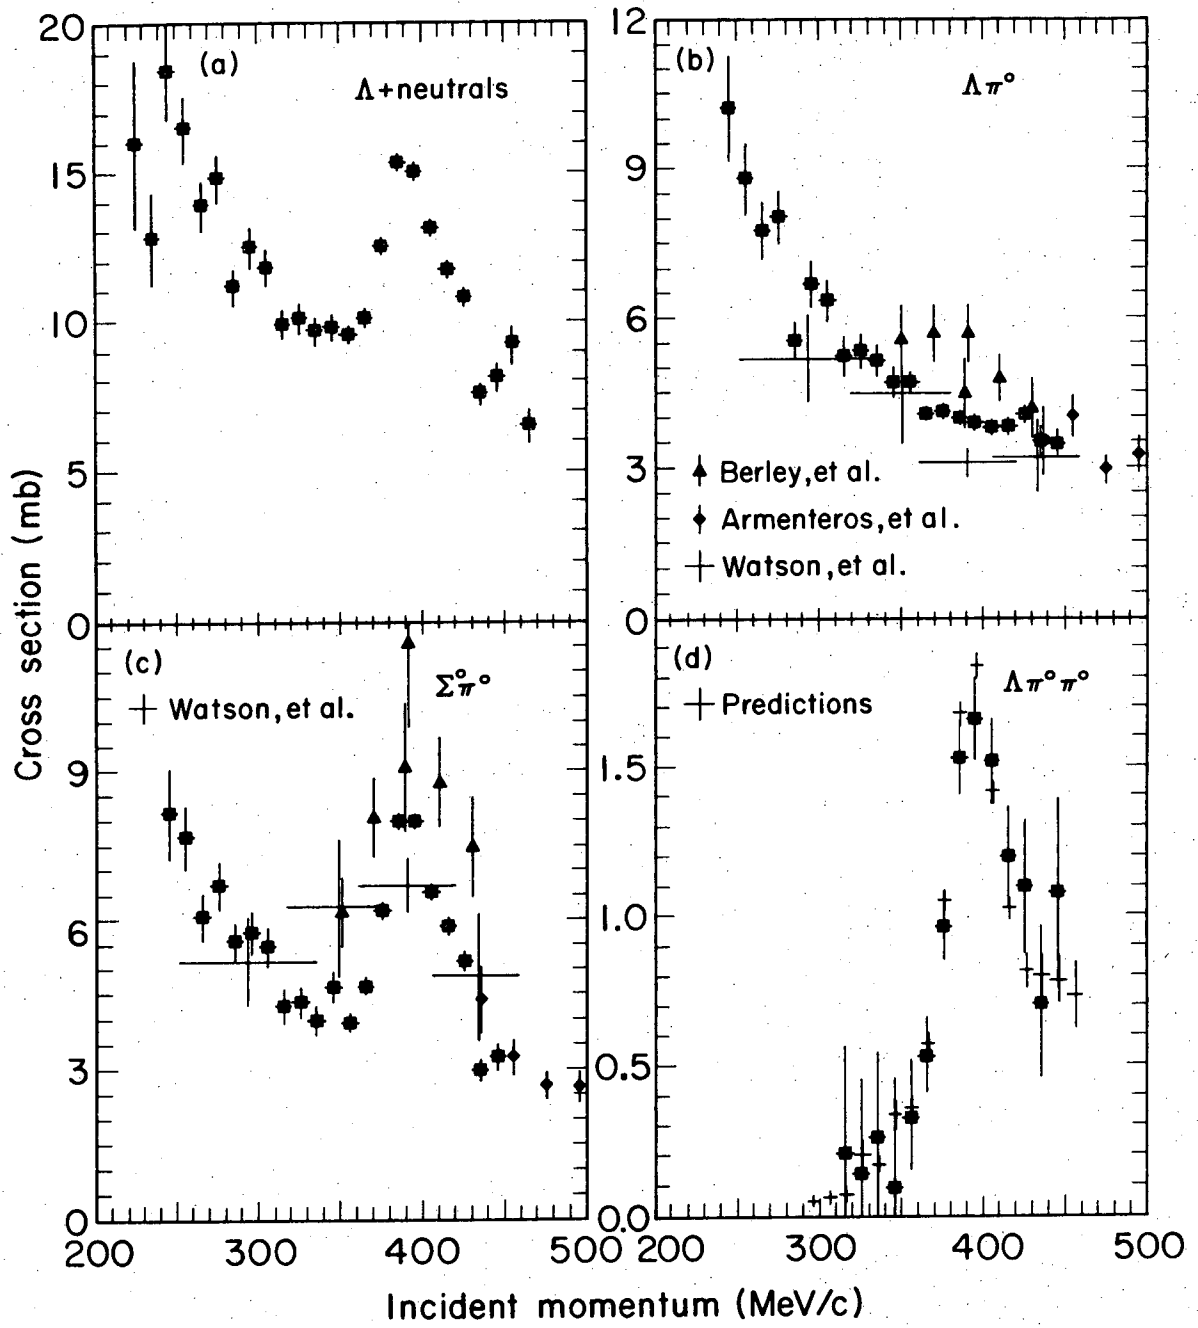 20
15
10
5
0
(a)
Λ+neutrals
12
9
6
3
0
(b)
Λπ°
Berley, et al.
Armenteros, et al.
Watson, et al.
Cross section (mb)
(c)
Σ°π°
Watson, et al.
9
6
3
0
200 300 400 500
(d)
Λπ°π°
Predictions
1.5
1.0
0.5
0.0
200 300 400 500
Incident momentum (MeV/c)